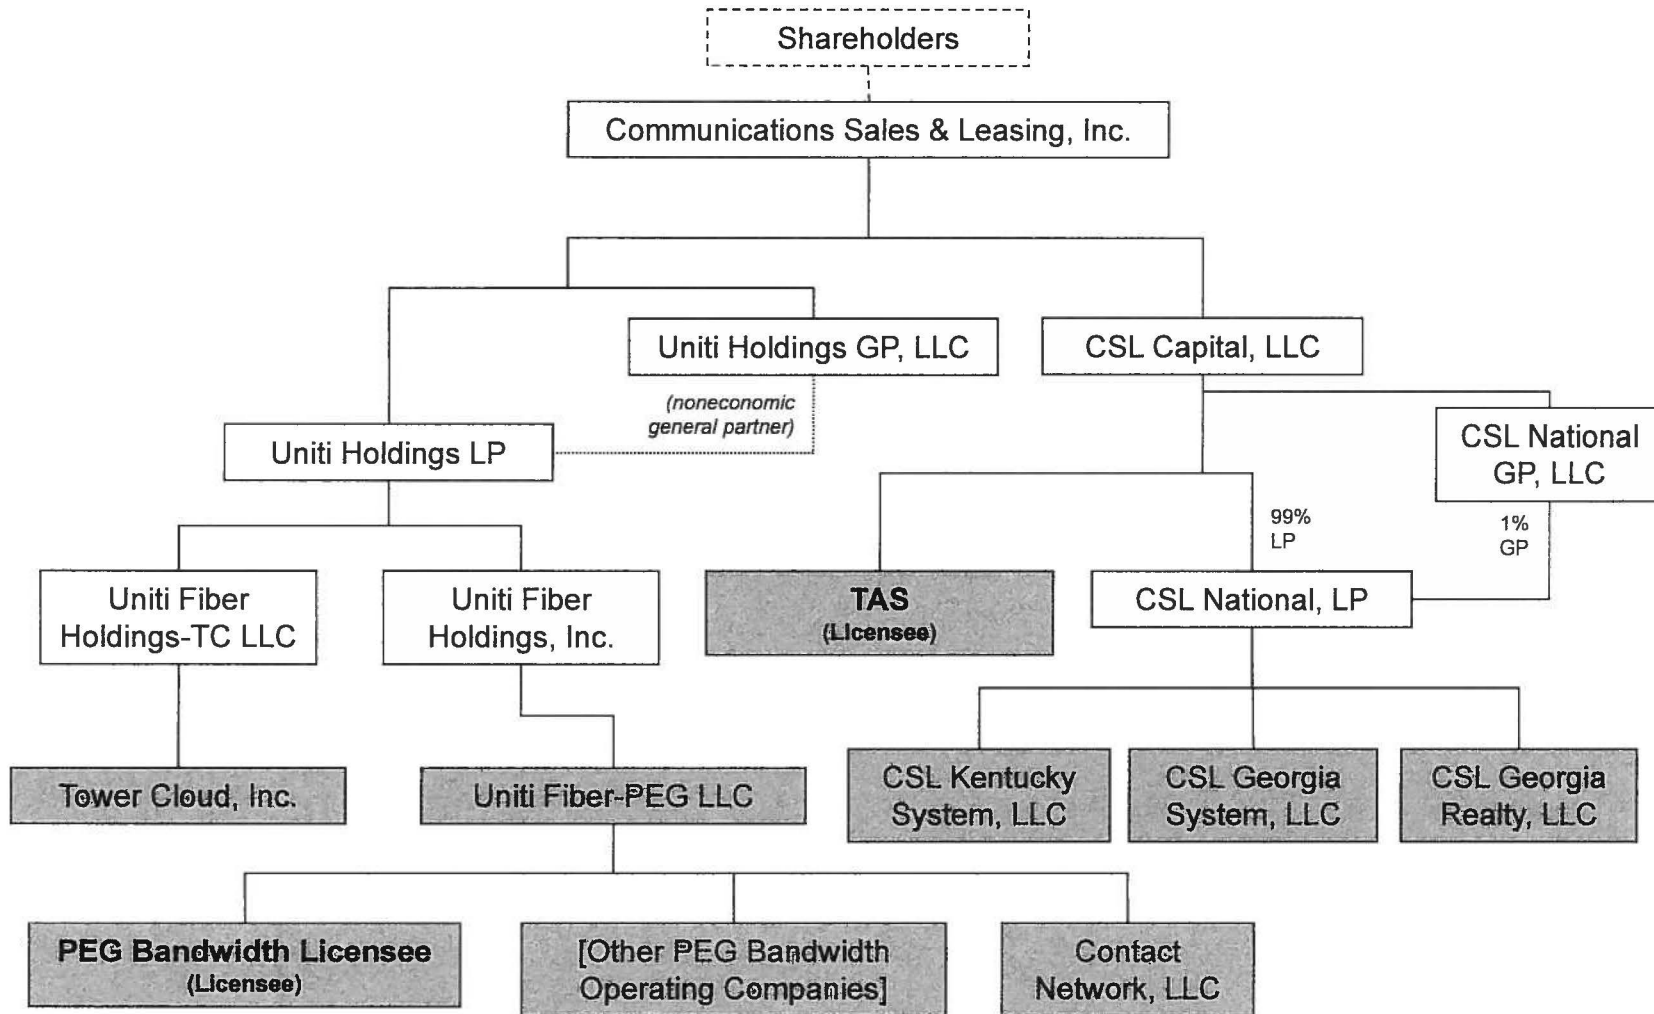 Shareholders
Communications Sales & Leasing, Inc.
Uniti Holdings GP, LLC
CSL Capital, LLC
(noneconomic
general partner)
Uniti Holdings LP
CSL National
GP, LLC
99%
LP
1%
GP
Uniti Fiber
Holdings-TC LLC
Uniti Fiber
Holdings, Inc.
TAS
(Licensee)
CSL National, LP
Tower Cloud, Inc.
Uniti Fiber-PEG LLC
CSL Kentucky
System, LLC
CSL Georgia
System, LLC
CSL Georgia
Realty, LLC
PEG Bandwidth Licensee
(Licensee)
[Other PEG Bandwidth
Operating Companies]
Contact
Network, LLC